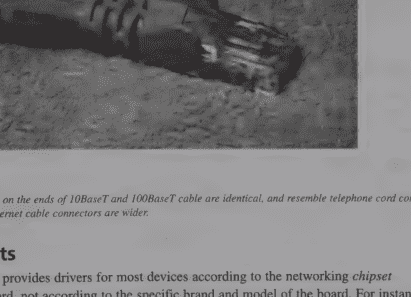 on the ends of 10BaseT and 100BaseT cable are identical, and resemble telephone cord
ernet cable connectors are wider.
ts
provides drivers for most devices according to the networking chipset
rd, not according to the specific brand and model of the board. For instan